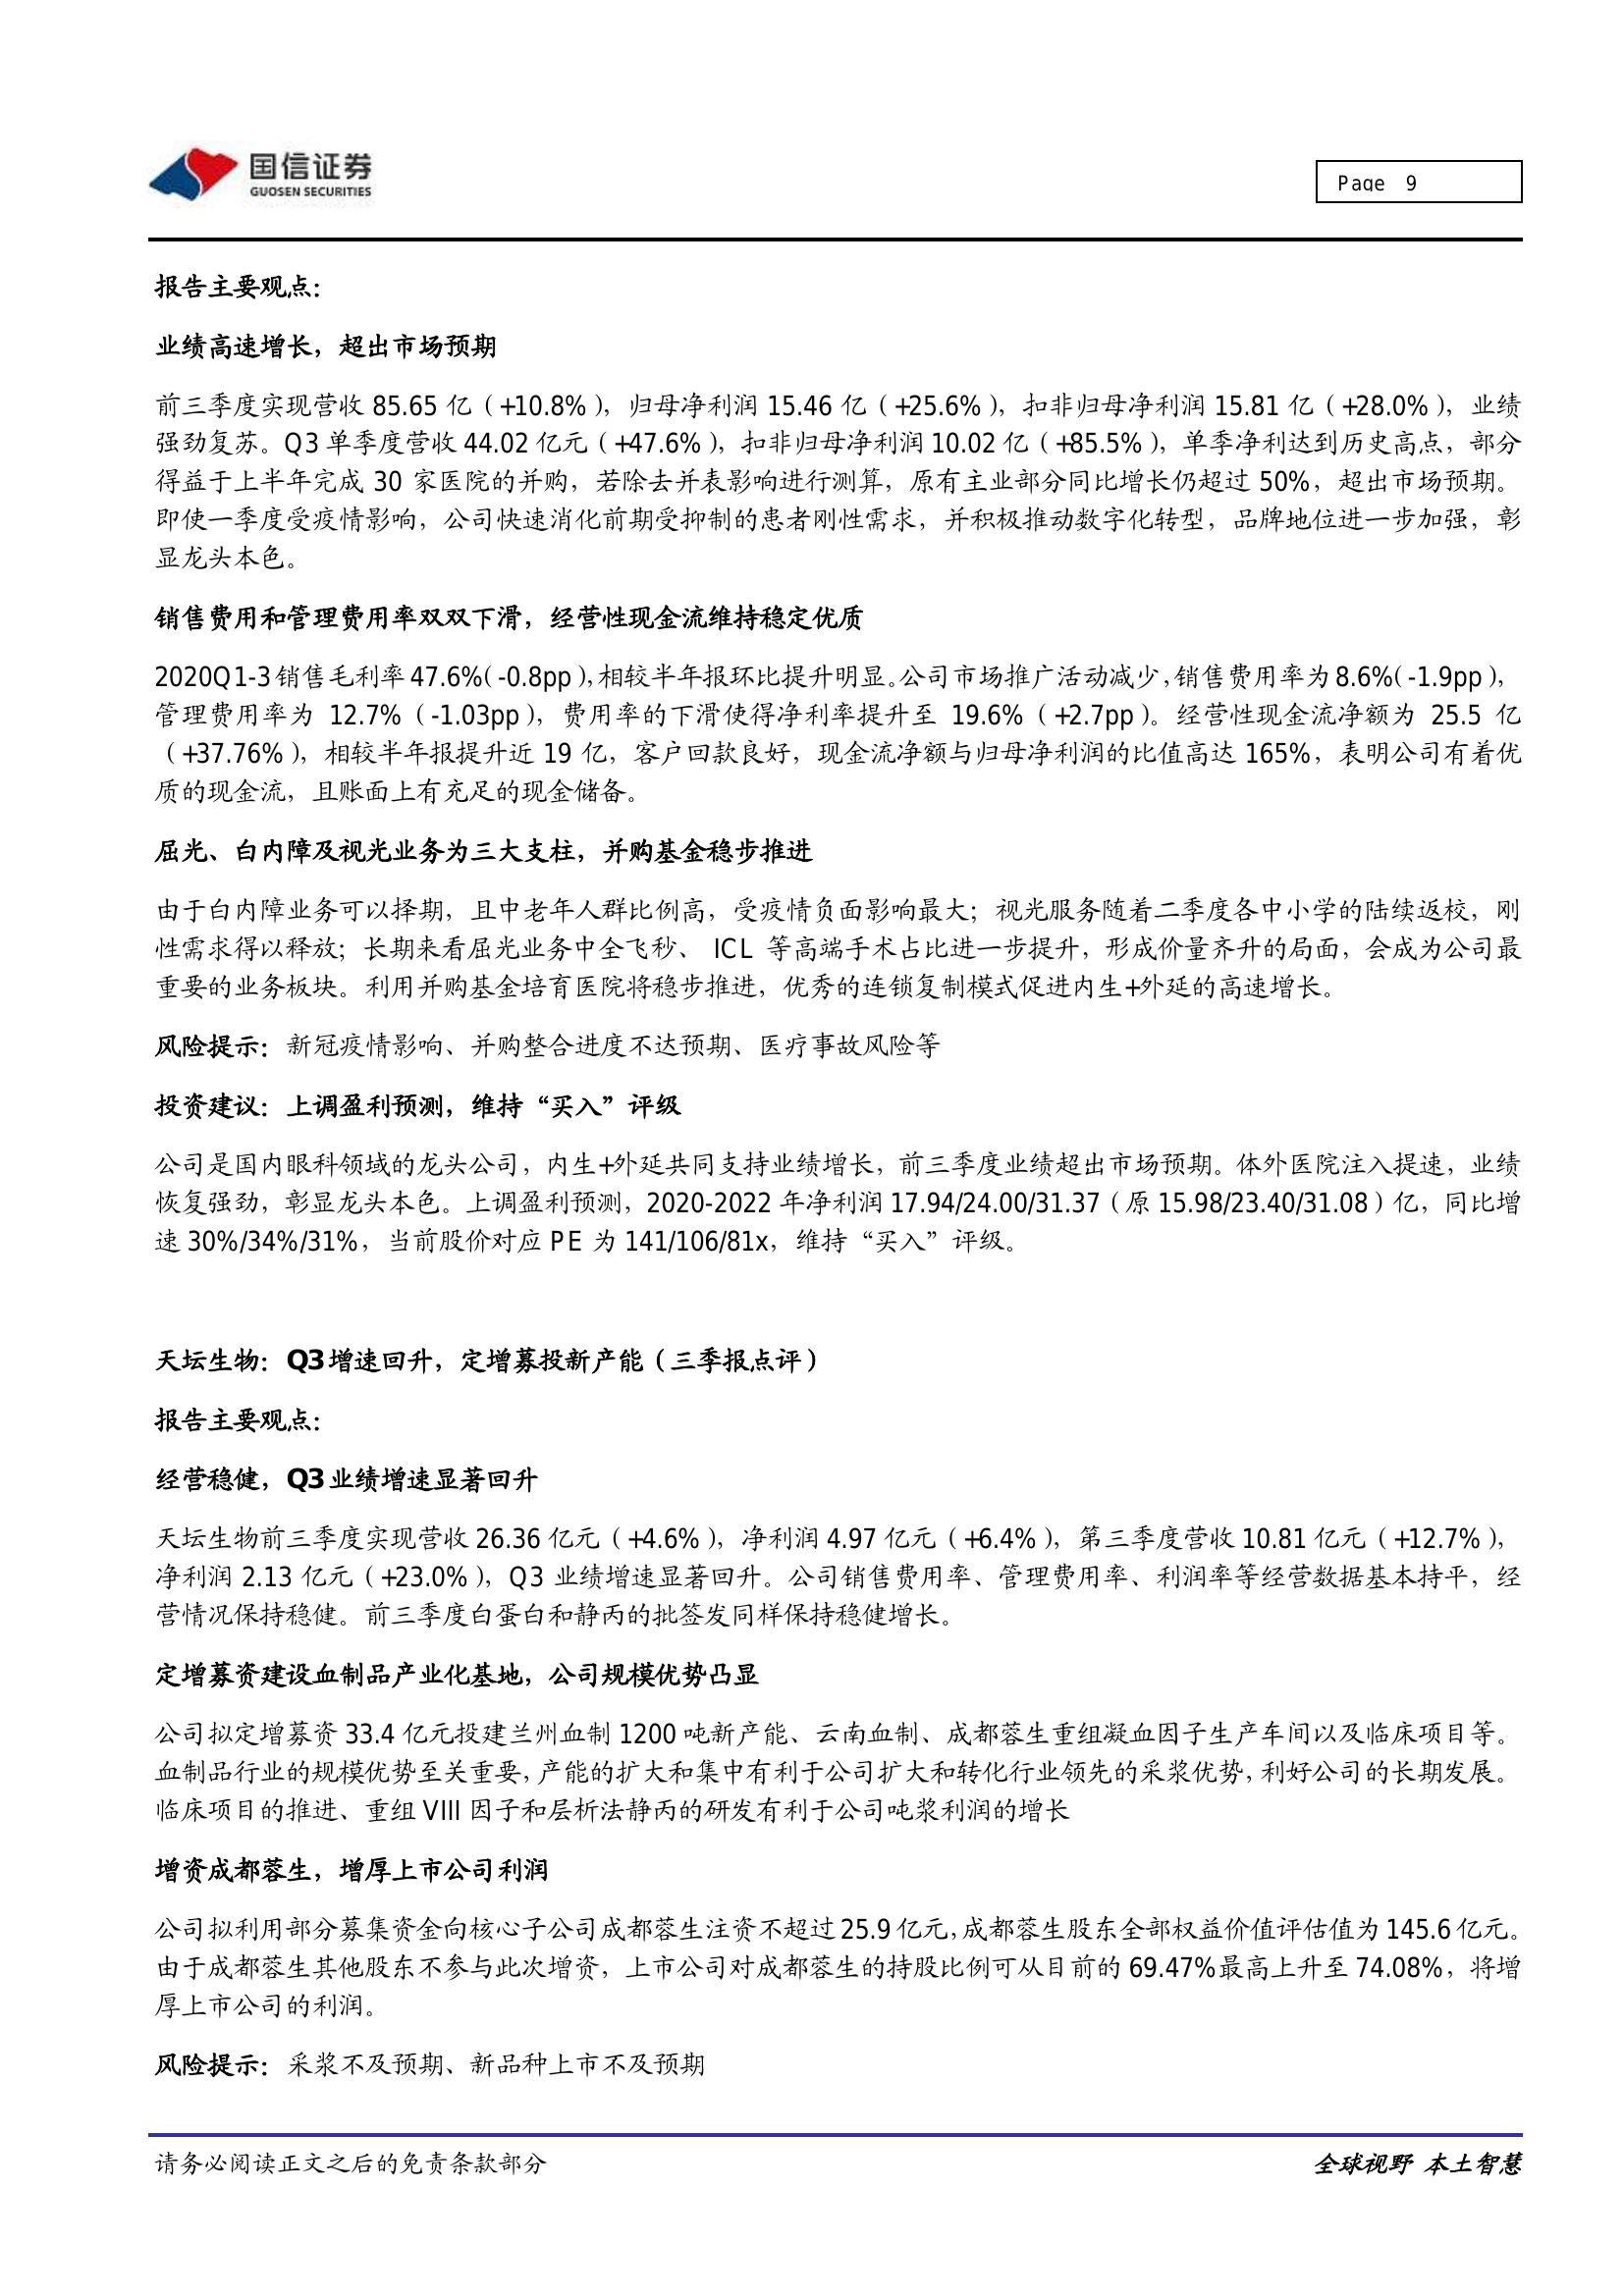 国信证券
GUOSEN SECURITIES
Page 9
报告主要观点：
业绩高速增长，超出市场预期
前三季度实现营收 85.65 亿（+10.8%），归母净利润 15.46 亿（+25.6%），扣非归母净利润 15.81 亿（+28.0%），业绩
强劲复苏。Q3 单季度营收 44.02 亿元（+47.6%），扣非归母净利润 10.02 亿（+85.5%），单季净利达到历史高点，部分
得益于上半年完成 30 家医院的并购，若除去并表影响进行测算，原有主业部分同比增长仍超过 50%，超出市场预期。
即使一季度受疫情影响，公司快速消化前期受抑制的患者刚性需求，并积极推动数字化转型，品牌地位进一步加强，彰
显龙头本色。
销售费用和管理费用率双双下滑，经营性现金流维持稳定优质
2020Q1-3 销售毛利率 47.6%（-0.8pp），相较半年报环比提升明显。公司市场推广活动减少，销售费用率为 8.6%（-1.9pp），
管理费用率为 12.7%（-1.03pp），费用率的下滑使得净利率提升至 19.6%（+2.7pp）。经营性现金流净额为 25.5 亿
（+37.76%），相较半年报提升近 19 亿，客户回款良好，现金流净额与归母净利润的比值高达 165%，表明公司有着优
质的现金流，且账面上有充足的现金储备。
屈光、白内障及视光业务为三大支柱，并购基金稳步推进
由于白内障业务可以择期，且中老年人群比例高，受疫情负面影响最大；视光服务随着二季度各中小学的陆续返校，刚
性需求得以释放；长期来看屈光业务中全飞秒、 ICL 等高端手术占比进一步提升，形成价量齐升的局面，会成为公司最
重要的业务板块。利用并购基金培育医院将稳步推进，优秀的连锁复制模式促进内生+外延的高速增长。
风险提示：新冠疫情影响、并购整合进度不达预期、医疗事故风险等
投资建议：上调盈利预测，维持“买入”评级
公司是国内眼科领域的龙头公司，内生+外延共同支持业绩增长，前三季度业绩超出市场预期。体外医院注入提速，业绩
恢复强劲，彰显龙头本色。上调盈利预测，2020-2022 年净利润 17.94/24.00/31.37（原 15.98/23.40/31.08）亿，同比增
速 30%/34%/31%，当前股价对应 PE 为 141/106/81x，维持“买入”评级。
天坛生物：Q3 增速回升，定增募投新产能（三季报点评）
报告主要观点：
经营稳健，Q3 业绩增速显著回升
天坛生物前三季度实现营收 26.36 亿元（+4.6%），净利润 4.97 亿元（+6.4%），第三季度营收 10.81 亿元（+12.7%），
净利润 2.13 亿元（+23.0%），Q3 业绩增速显著回升。公司销售费用率、管理费用率、利润率等经营数据基本持平，经
营情况保持稳健。前三季度白蛋白和静丙的批签发同样保持稳健增长。
定增募资建设血制品产业化基地，公司规模优势凸显
公司拟定增募资 33.4 亿元投建兰州血制 1200 吨新产能、云南血制、成都蓉生重组凝血因子生产车间以及临床项目等。
血制品行业的规模优势至关重要，产能的扩大和集中有利于公司扩大和转化行业领先的采浆优势，利好公司的长期发展。
临床项目的推进、重组 VIII 因子和层析法静丙的研发有利于公司吨浆利润的增长
增资成都蓉生，增厚上市公司利润
公司拟利用部分募集资金向核心子公司成都蓉生注资不超过 25.9 亿元，成都蓉生股东全部权益价值评估值为 145.6 亿元。
由于成都蓉生其他股东不参与此次增资，上市公司对成都蓉生的持股比例可从目前的 69.47%最高上升至 74.08%，将增
厚上市公司的利润。
风险提示：采浆不及预期、新品种上市不及预期
请务必阅读正文之后的免责条款部分
全球视野 本土智慧